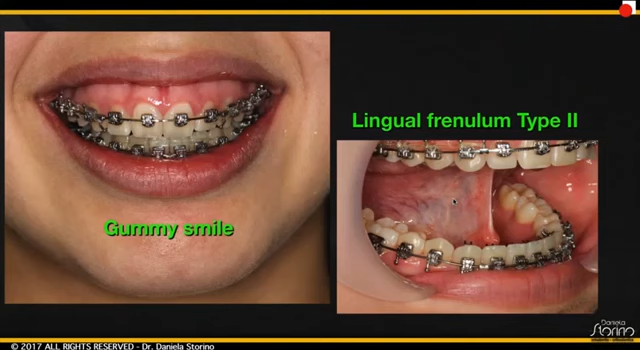 Lingual frenulum Type II
Gummy smile
Daniela
Storino
© 2017 ALL RIGHTS RESERVED - Dr. Daniela Storino